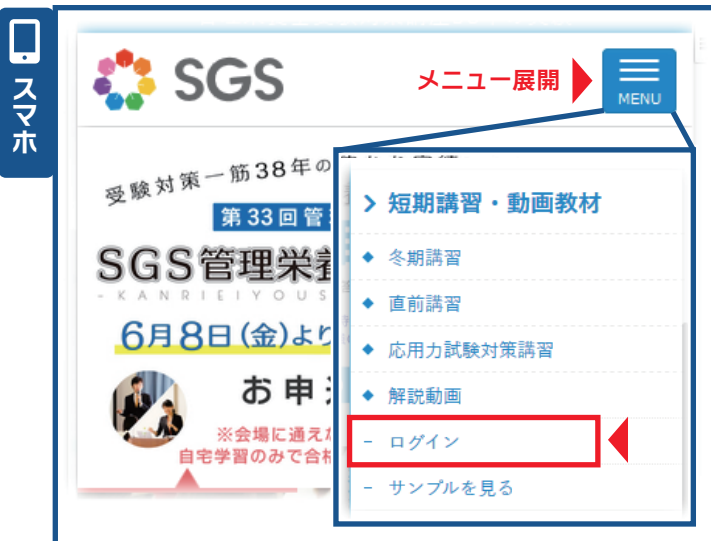 スマホ
SGS
メニュー展開
MENU
受験対策一筋38年の
第33回管
SGS管理栄養
- KANRIEIYOUS
6月8日(金)より
お申
※会場に通えな
自宅学習のみで合格
短期講習・動画教材
冬期講習
直前講習
応用力試験対策講習
解説動画
- ログイン
- サンプルを見る